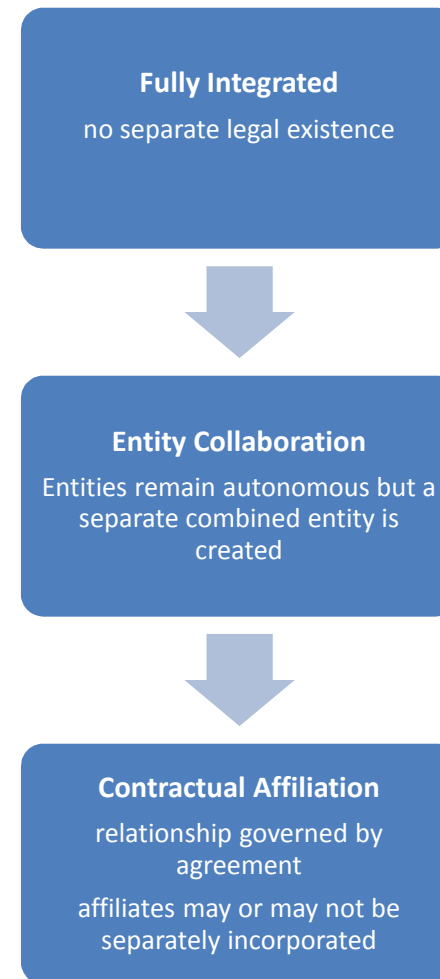 Fully Integrated
no separate legal existence
Entity Collaboration
Entities remain autonomous but a
separate combined entity is
created
Contractual Affiliation
relationship governed by
agreement
affiliates may or may not be
separately incorporated